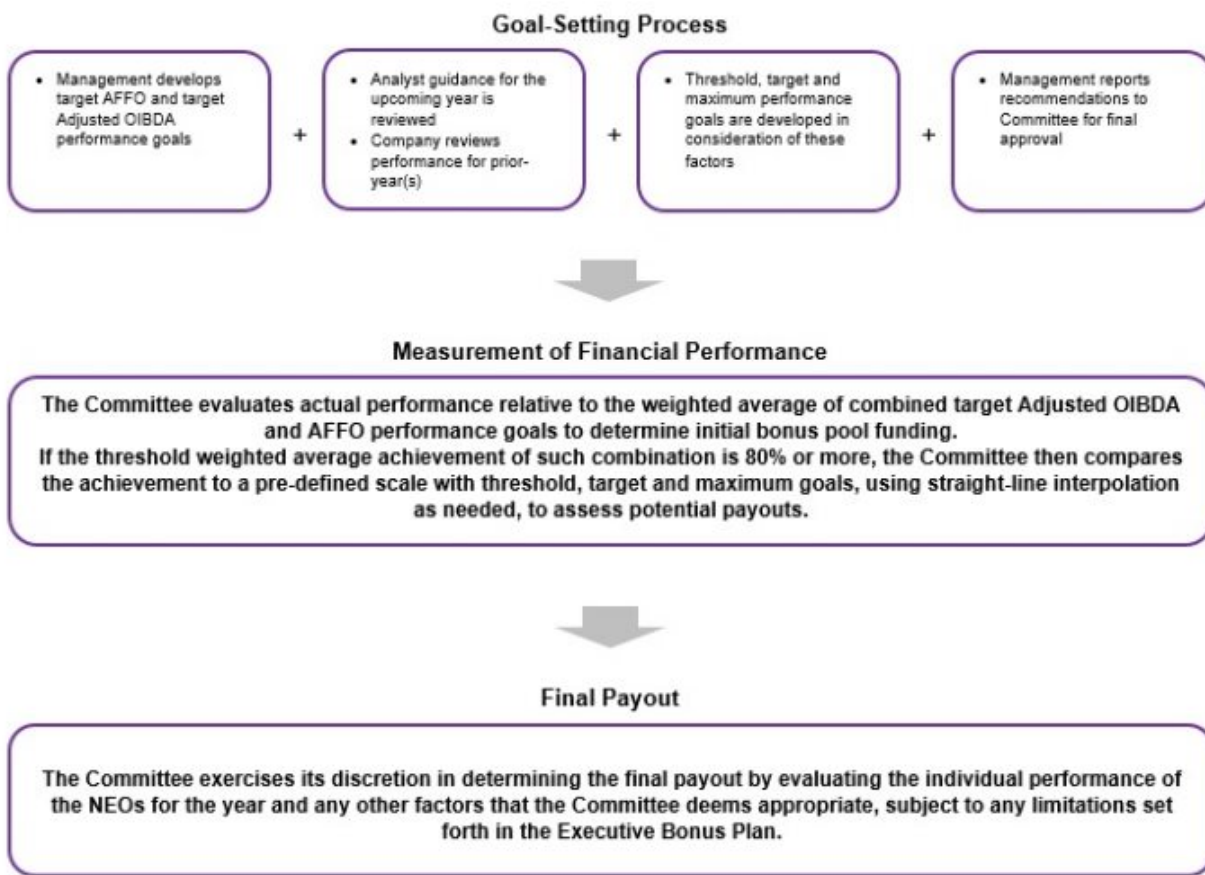 Goal-Setting Process
• Management develops
target AFFO and target
Adjusted OIBDA
performance goals
+
• Analyst guidance for the
upcoming year is
reviewed
• Company reviews
performance for prior-
year(s)
+
• Threshold, target and
maximum performance
goals are developed in
consideration of these
factors
+
• Management reports
recommendations to
Committee for final
approval
Measurement of Financial Performance
The Committee evaluates actual performance relative to the weighted average of combined target Adjusted OIBDA
and AFFO performance goals to determine initial bonus pool funding.
If the threshold weighted average achievement of such combination is 80% or more, the Committee then compares
the achievement to a pre-defined scale with threshold, target and maximum goals, using straight-line interpolation
as needed, to assess potential payouts.
Final Payout
The Committee exercises its discretion in determining the final payout by evaluating the individual performance of
the NEOs for the year and any other factors that the Committee deems appropriate, subject to any limitations set
forth in the Executive Bonus Plan.